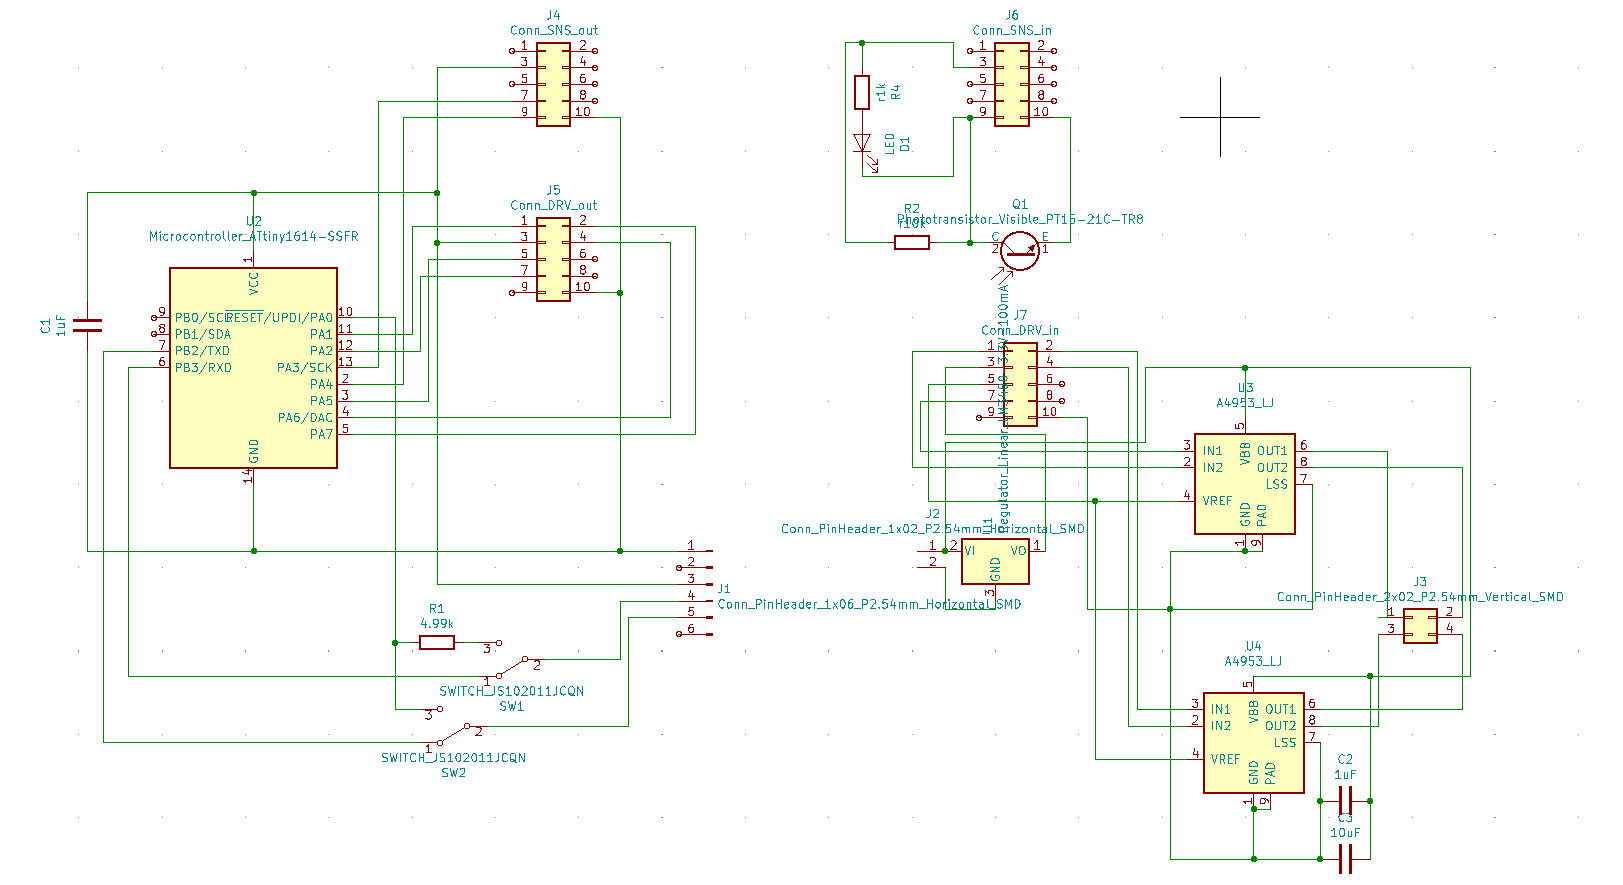 J4
Conn_SNS_out
1 2
3 4
5 6
7 8
9 10
J6
Conn_SNS_in
1 2
3 4
5 6
7 8
9 10
r1k
R4
LED
D1
R2
r10k
Q1
Phototransistor_Visible_PT15-21C-TR8
C
2
E
1
J5
Conn_DRV_out
1 2
3 4
5 6
7 8
9 10
U2
Microcontroller_ATtiny1614-SSFR
1
VCC
9 PB0/SCL
8 PB1/SDA
7 PB2/TXD
6 PB3/RXD
RESET/UPDI/PA0 10
PA1 11
PA2 12
PA3/SCK 13
PA4 2
PA5 3
PA6/DAC 4
PA7 5
GND
14
C1
1uF
J7
Conn_DRV_in
1 2
3 4
5 6
7 8
9 10
U3
A4953_LJ
5
VBB
3 IN1
2 IN2
4 VREF
OUT1 6
OUT2 8
LSS 7
GND
PAD
1
9
J2
Conn_PinHeader_1x02_P2.54mm_Horizontal_SMD
1
2
U1
2 VI
VO 1
GND
3
J1
Conn_PinHeader_1x06_P2.54mm_Horizontal_SMD
1
2
3
4
5
6
R1
4.99k
3
2
1
SWITCH_JS102011JCQN
SW1
3
2
1
SWITCH_JS102011JCQN
SW2
J3
Conn_PinHeader_2x02_P2.54mm_Vertical_SMD
1 2
3 4
U4
A4953_LJ
5
VBB
3 IN1
2 IN2
4 VREF
OUT1 6
OUT2 8
LSS 7
GND
PAD
1
9
C2
1uF
C3
10uF